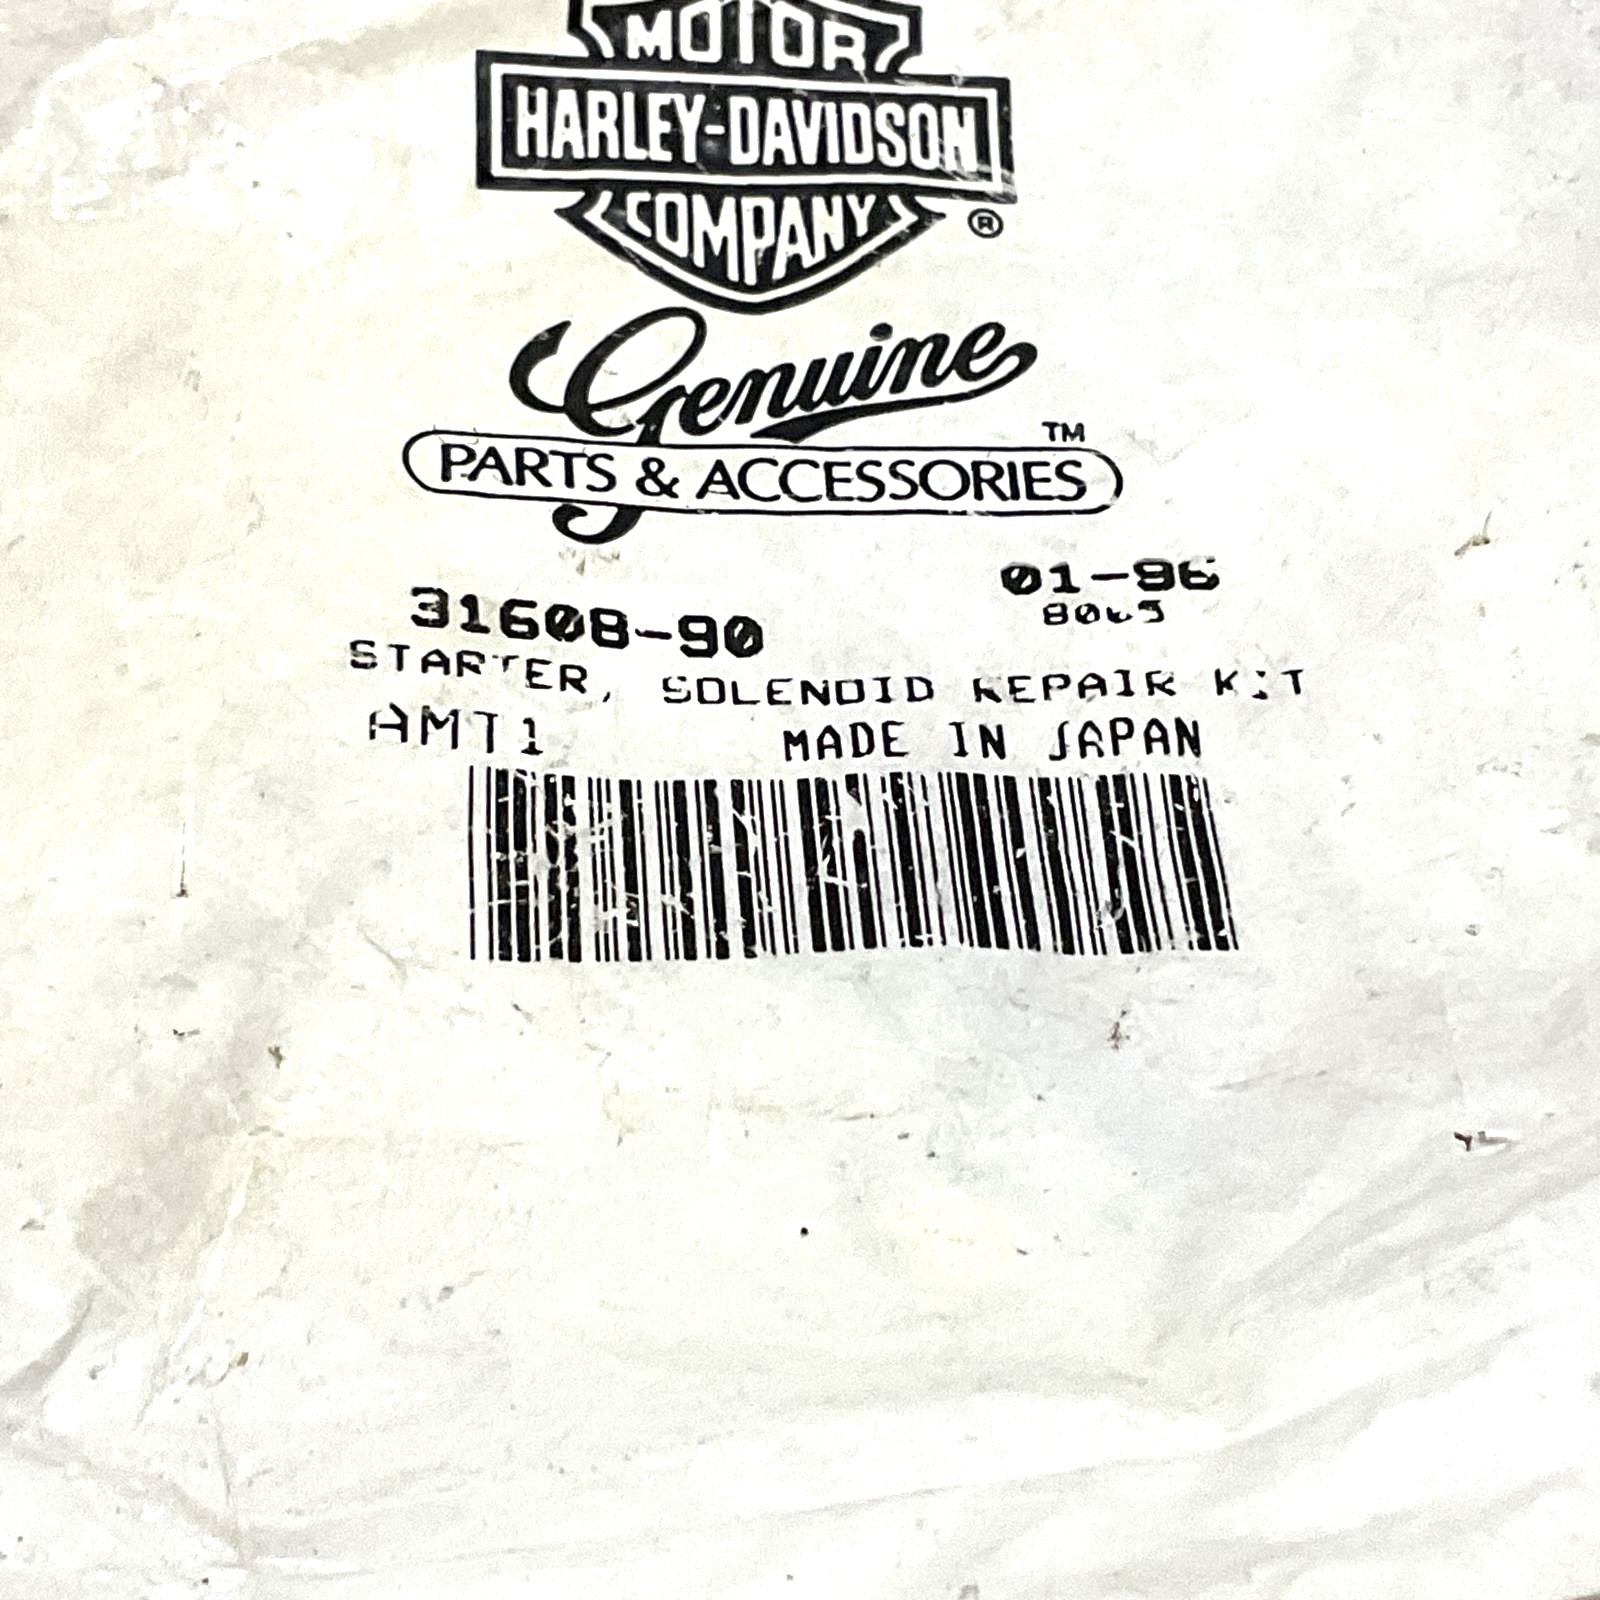 MOTOR
HARLEY-DAVIDSON
COMPANY
®
Genuine
TM
PARTS & ACCESSORIES
31608-90
01-96
STARTER, SOLENOID REPAIR KIT
AMT1
MADE IN JAPAN